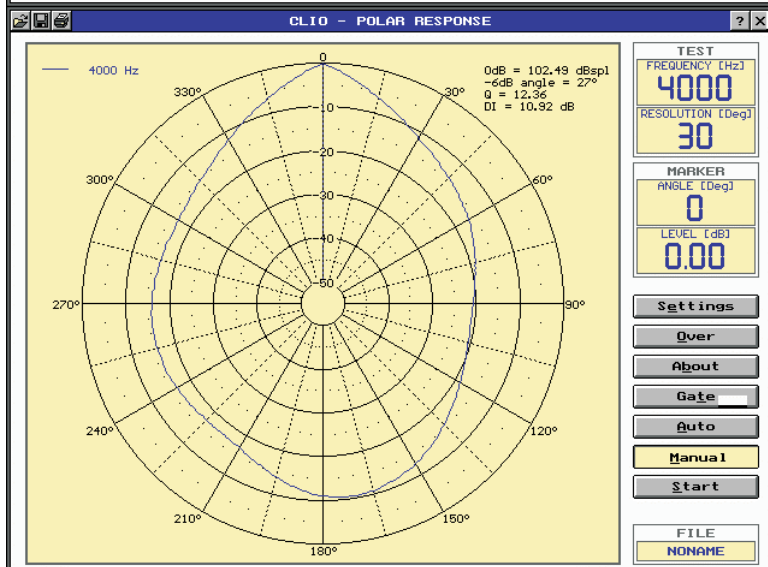 CLIO - POLAR RESPONSE
? X
4000 Hz
0dB = 102.49 dBspl
-6dB angle = 27°
Q = 12.36
DI = 10.92 dB
0
30°
60°
90°
120°
150°
180°
210°
240°
270°
300°
330°
-10
-20
-30
-40
-50
TEST
FREQUENCY [Hz]
4000
RESOLUTION [Deg]
30
MARKER
ANGLE [Deg]
0
LEVEL [dB]
0.00
Settings
Over
About
Gate
Auto
Manual
Start
FILE
NONAME